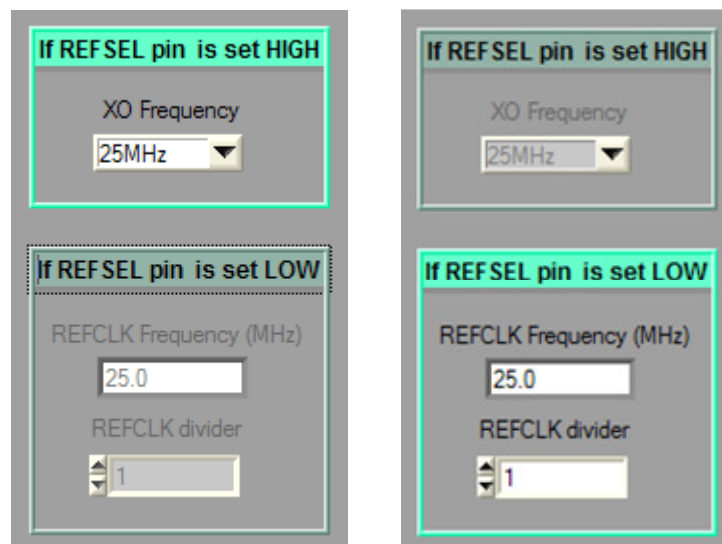 If REFSEL pin is set HIGH
XO Frequency
25MHz
If REFSEL pin is set LOW
REFCLK Frequency (MHz)
25.0
REFCLK divider
1
If REFSEL pin is set HIGH
XO Frequency
25MHz
If REFSEL pin is set LOW
REFCLK Frequency (MHz)
25.0
REFCLK divider
1